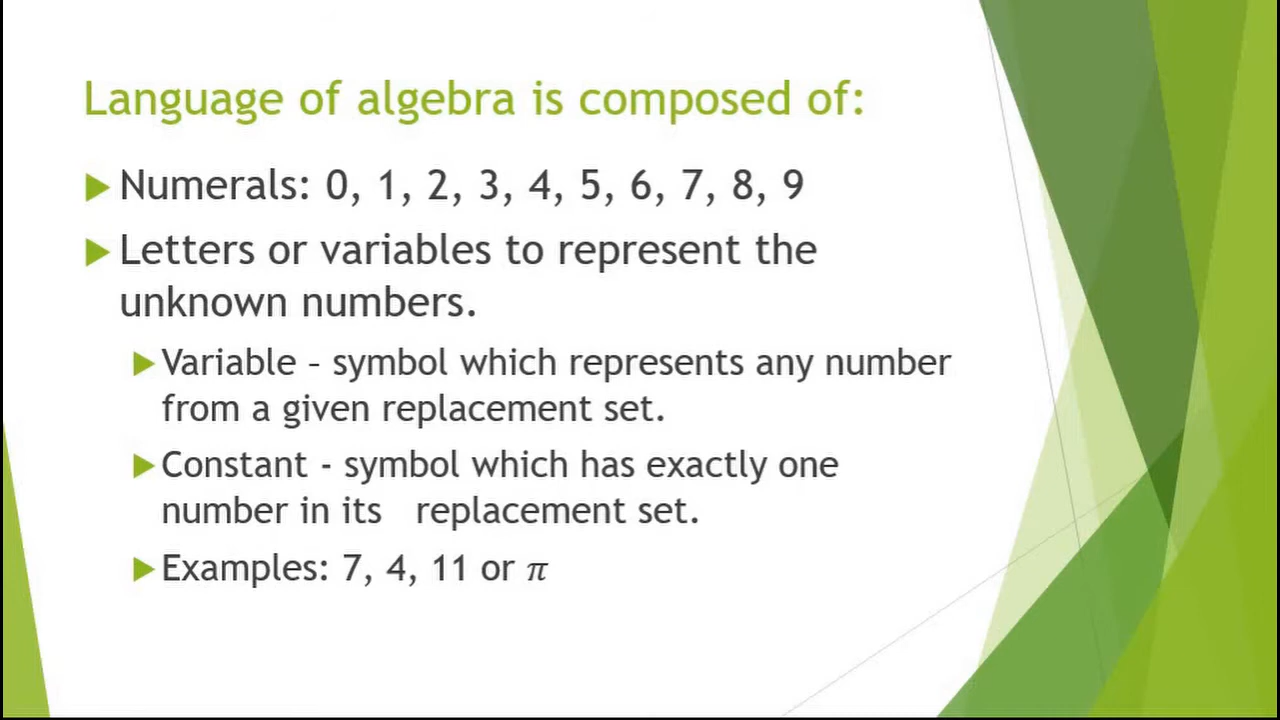 Language of algebra is composed of:
Numerals: 0, 1, 2, 3, 4, 5, 6, 7, 8, 9
Letters or variables to represent the
unknown numbers.
Variable – symbol which represents any number
from a given replacement set.
Constant - symbol which has exactly one
number in its   replacement set.
Examples: 7, 4, 11 or 𝜋